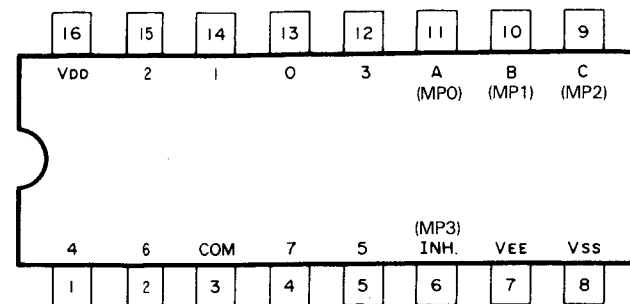 16 15 14 13 12 11 10 9
VDD 2 1 0 3 A B C
(MP0) (MP1) (MP2)
(MP3)
4 6 COM 7 5 INH. VEE VSS
1 2 3 4 5 6 7 8